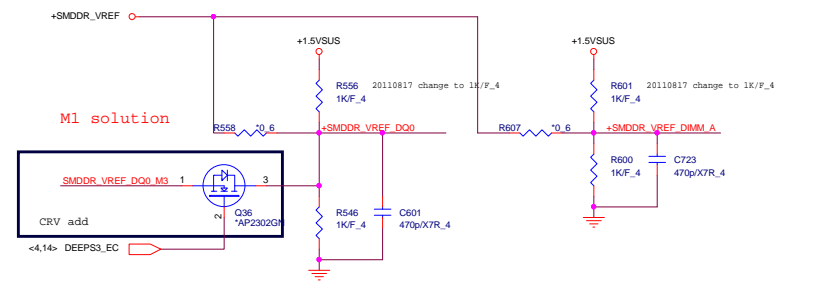 +SMDDR_VREF
+1.5VSUS
+1.5VSUS
R556
1K/F_4
20110817 change to 1K/F_4
R601
1K/F_4
20110817 change to 1K/F_4
M1 solution
R558
*0_6
+SMDDR_VREF_DQ0
R607
*0_6
+SMDDR_VREF_DIMM_A
R600
1K/F_4
C723
470p/X7R_4
SMDDR_VREF_DQ0_M3
1
3
2
Q36
*AP2302GN
CRV add
R546
1K/F_4
C601
470p/X7R_4
<4,14> DEEPS3_EC